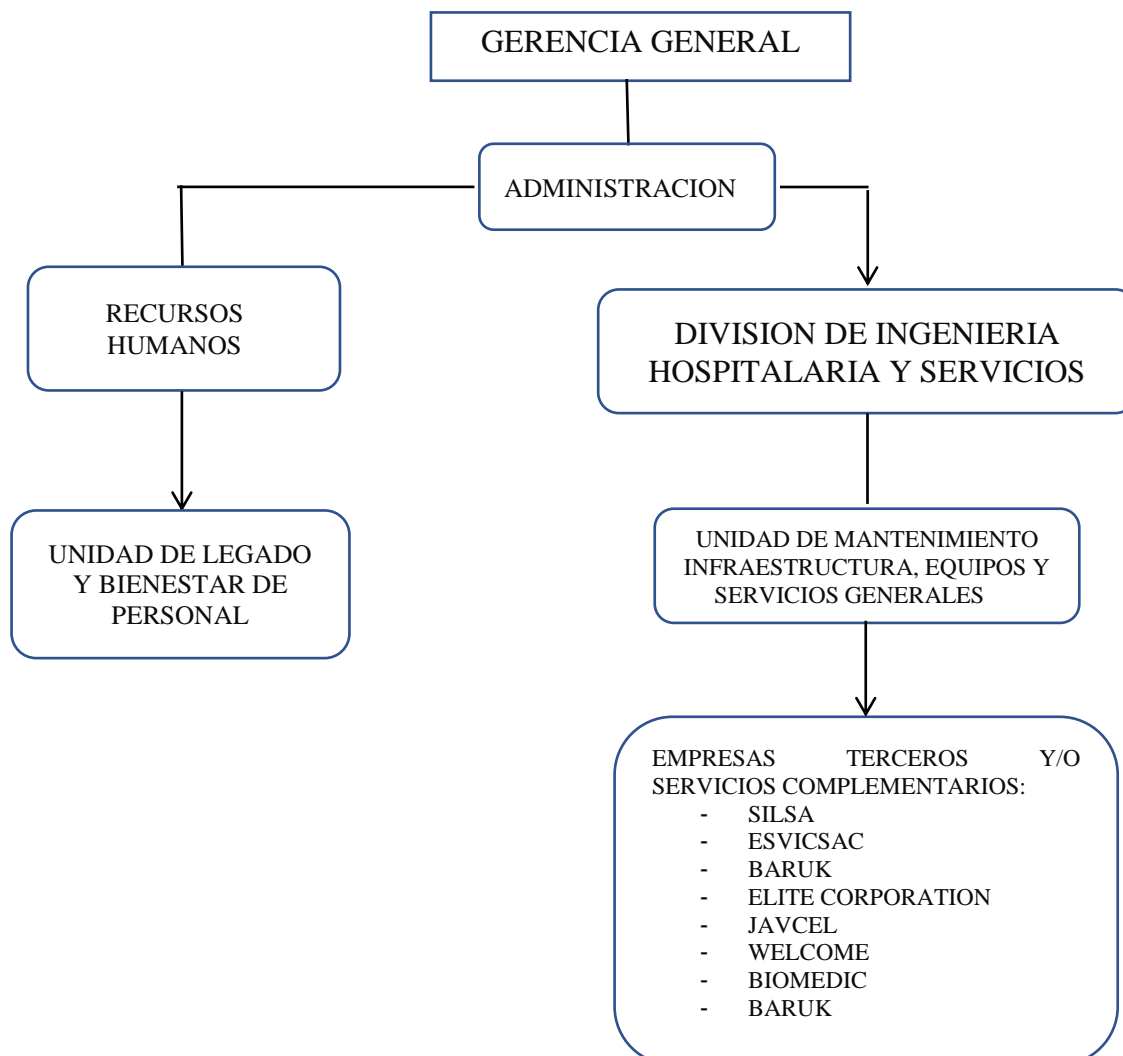 GERENCIA GENERAL
ADMINISTRACION
RECURSOS
HUMANOS
DIVISION DE INGENIERIA
HOSPITALARIA Y SERVICIOS
UNIDAD DE LEGADO
Y BIENESTAR DE
PERSONAL
UNIDAD DE MANTENIMIENTO
INFRAESTRUCTURA, EQUIPOS Y
SERVICIOS GENERALES
EMPRESAS TERCEROS Y/O
SERVICIOS COMPLEMENTARIOS:
- SILSA
- ESVICSAC
- BARUK
- ELITE CORPORATION
- JAVCEL
- WELCOME
- BIOMEDIC
- BARUK